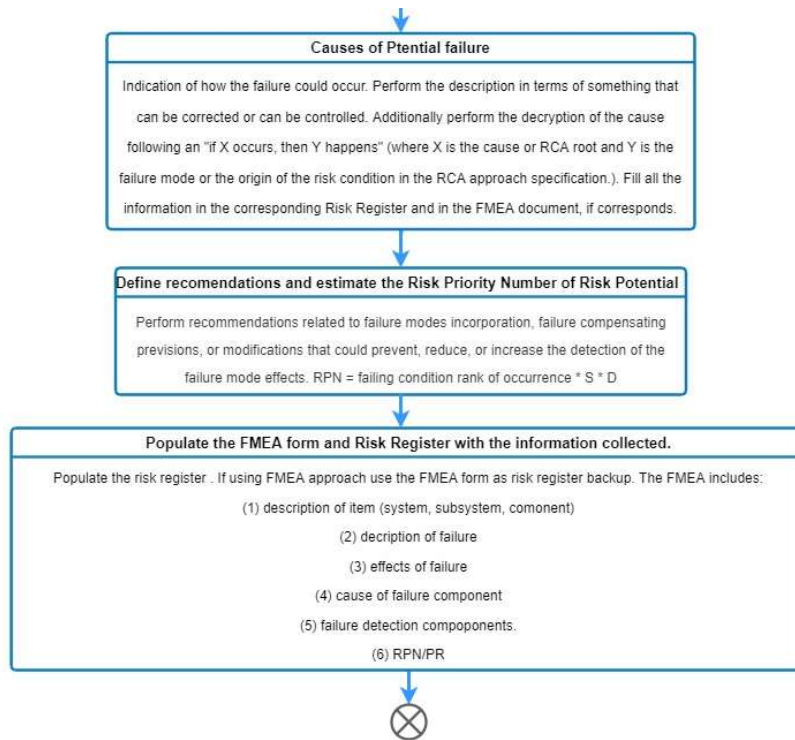 Causes of Ptential failure
Indication of how the failure could occur. Perform the description in terms of something that
can be corrected or can be controlled. Additionally perform the decryption of the cause
following an "if X occurs, then Y happens" (where X is the cause or RCA root and Y is the
failure mode or the origin of the risk condition in the RCA approach specification.). Fill all the
information in the corresponding Risk Register and in the FMEA document, if corresponds.
Define recomendations and estimate the Risk Priority Number of Risk Potential
Perform recommendations related to failure modes incorporation, failure compensating
previsions, or modifications that could prevent, reduce, or increase the detection of the
failure mode effects. RPN = failing condition rank of occurrence * S * D
Populate the FMEA form and Risk Register with the information collected.
Populate the risk register . If using FMEA approach use the FMEA form as risk register backup. The FMEA includes:
(1) description of item (system, subsystem, comonent)
(2) decription of failure
(3) effects of failure
(4) cause of failure component
(5) failure detection compoponents.
(6) RPN/PR